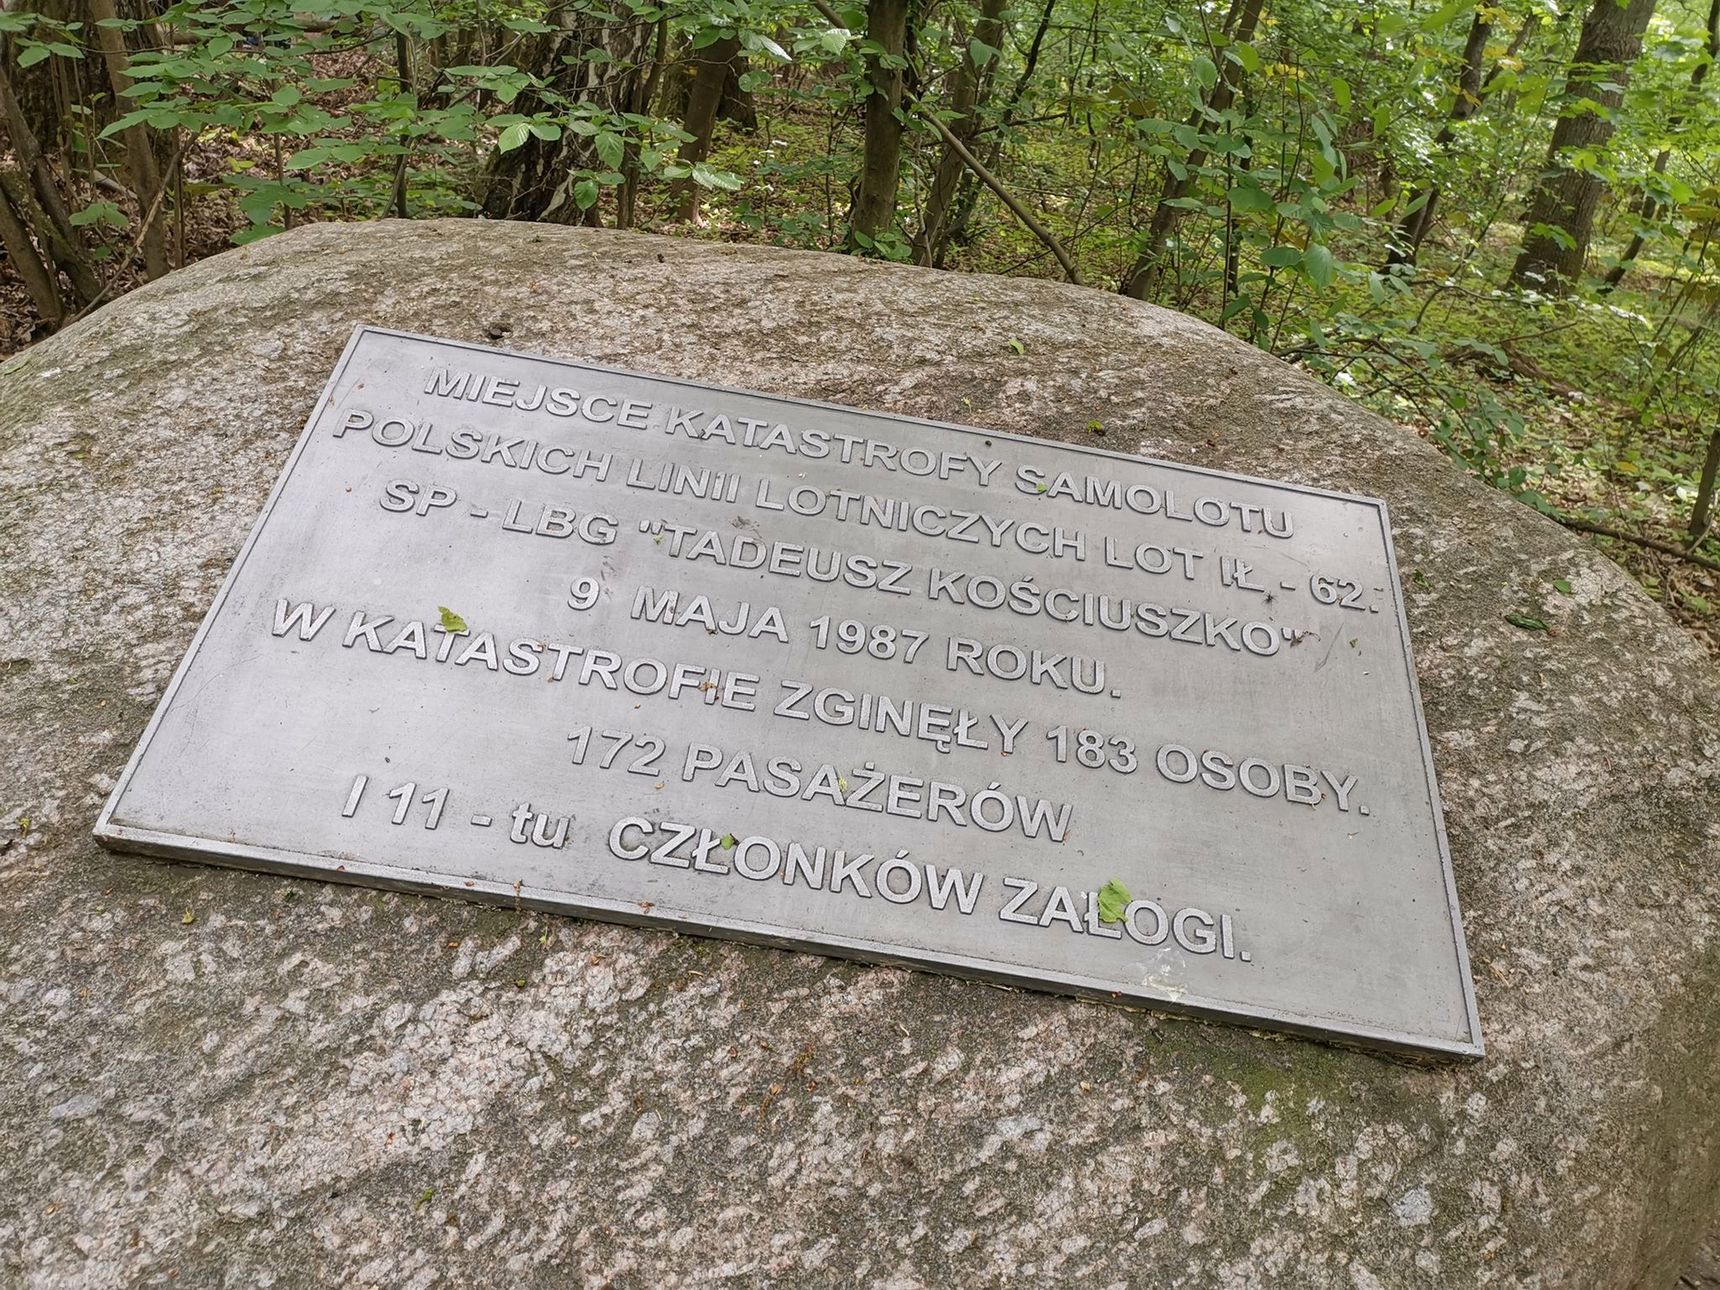 MIEJSCE KATASTROFY SAMOLOTU
POLSKICH LINiI LOTNICZYCH LOT IŁ - 62.
SP - LBG "TADEUSZ KOŚCIUSZKO"
9 MAJA 1987 ROKU.
W KATASTROFIE ZGINĘŁY 183 OSOBY.
172 PASAŻERÓW
I 11 - tu CZŁONKÓW ZAŁOGI.